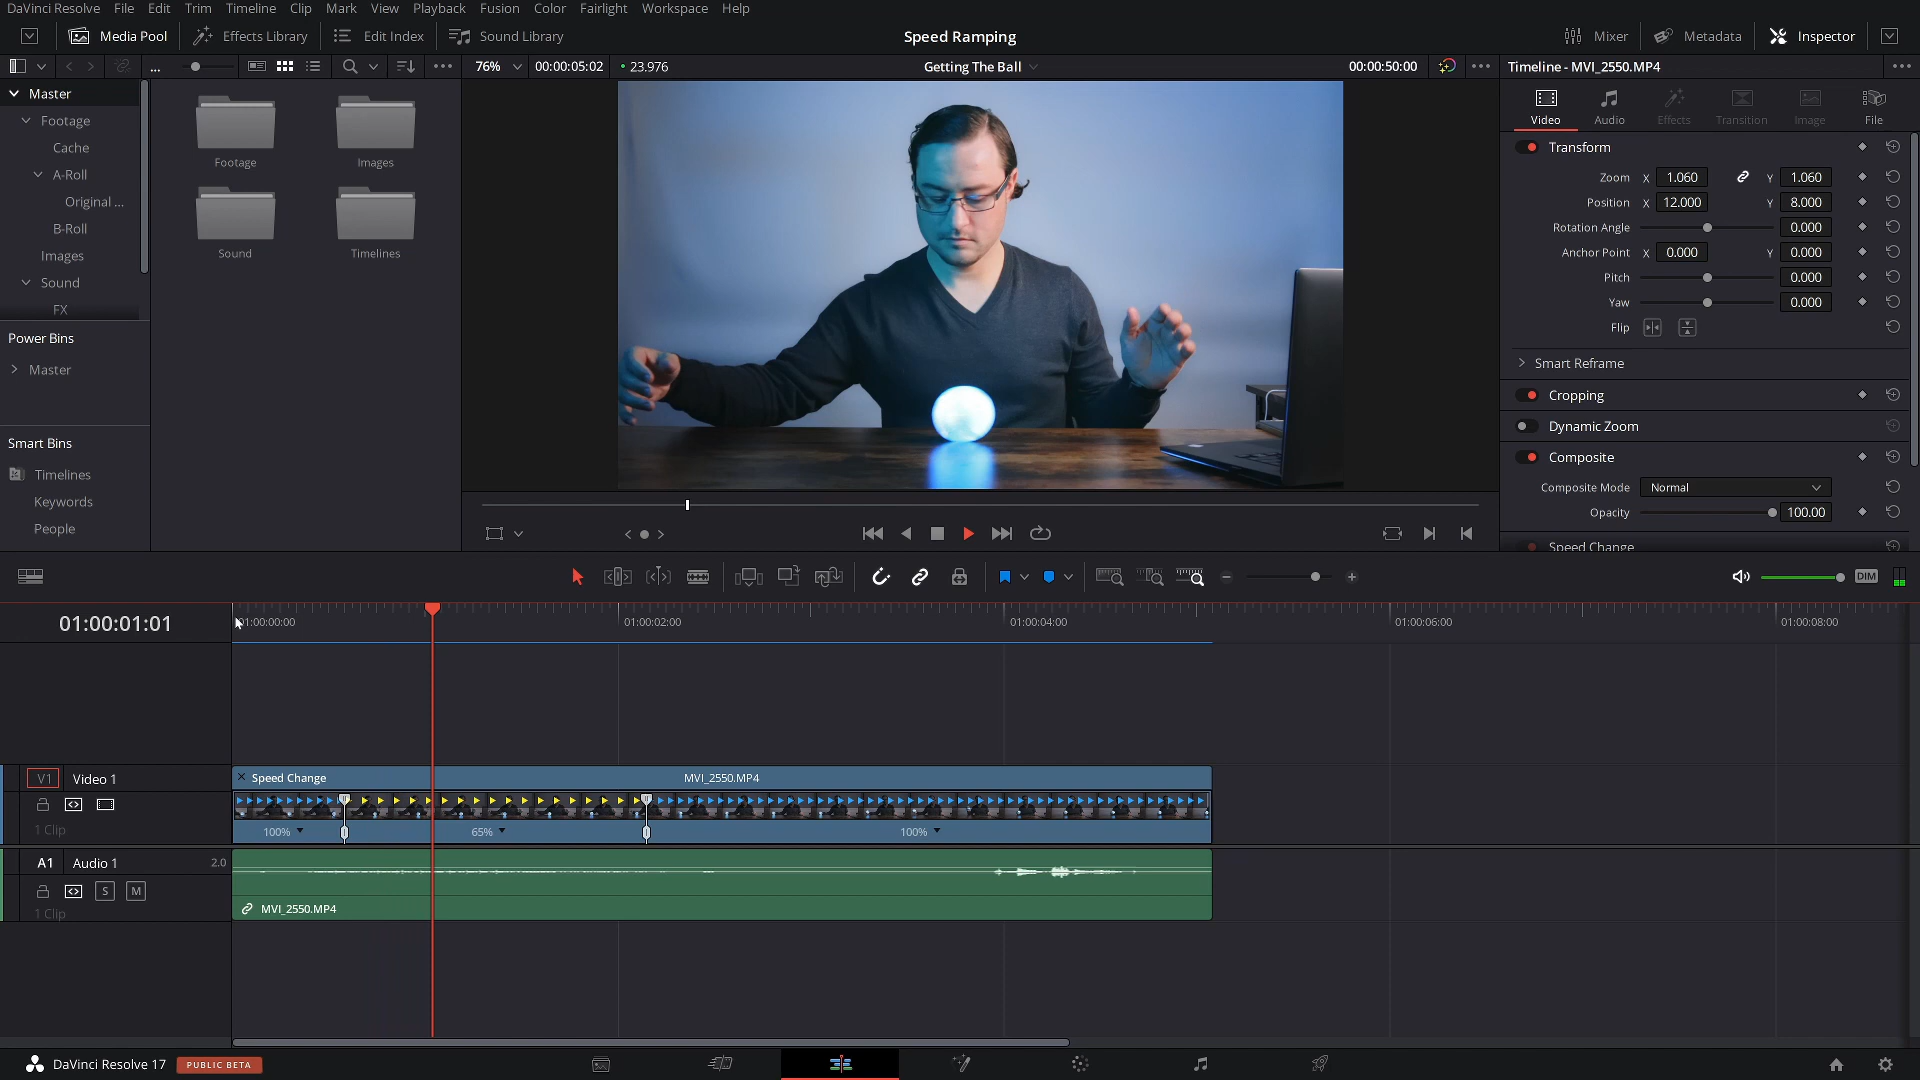 DaVinci Resolve File Edit Trim Timeline Clip Mark View Playback Fusion Color Fairlight Workspace Help
Media Pool Effects Library Edit Index Sound Library Speed Ramping Mixer Metadata Inspector
... 76% 00:00:05:02 23.976 Getting The Ball 00:00:50:00 Timeline - MVI_2550.MP4
Master
Footage
Cache
A-Roll
Original ...
B-Roll
Images
Sound
FX
Power Bins
Master
Smart Bins
Timelines
Keywords
People
Footage Images
Sound Timelines
Video Audio Effects Transition Image File
Transform
Zoom X 1.060 Y 1.060
Position X 12.000 Y 8.000
Rotation Angle 0.000
Anchor Point X 0.000 Y 0.000
Pitch 0.000
Yaw 0.000
Flip
Smart Reframe
Cropping
Dynamic Zoom
Composite
Composite Mode Normal
Opacity 100.00
Speed Change
DIM
01:00:01:01 01:00:00:00 01:00:02:00 01:00:04:00 01:00:06:00 01:00:08:00
V1 Video 1 Speed Change MVI_2550.MP4
1 Clip 100% 65% 100%
A1 Audio 1 2.0
S M
1 Clip MVI_2550.MP4
DaVinci Resolve 17 PUBLIC BETA